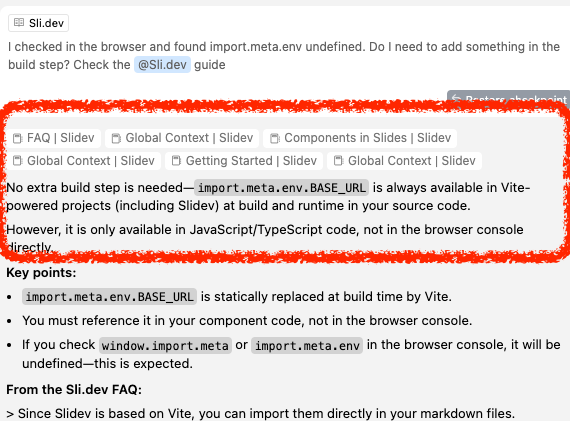 Sli.dev
I checked in the browser and found import.meta.env undefined. Do I need to add something in the
build step? Check the @Sli.dev guide
checkpoint
FAQ | Slidev Global Context | Slidev Components in Slides | Slidev
Global Context | Slidev Getting Started | Slidev Global Context | Slidev
No extra build step is needed—import.meta.env.BASE_URL is always available in Vite-
powered projects (including Slidev) at build and runtime in your source code.
However, it is only available in JavaScript/TypeScript code, not in the browser console
directly.
Key points:
• import.meta.env.BASE_URL is statically replaced at build time by Vite.
• You must reference it in your component code, not in the browser console.
• If you check window.import.meta or import.meta.env in the browser console, it will be
undefined—this is expected.
From the Sli.dev FAQ:
> Since Slidev is based on Vite, you can import them directly in your markdown files.